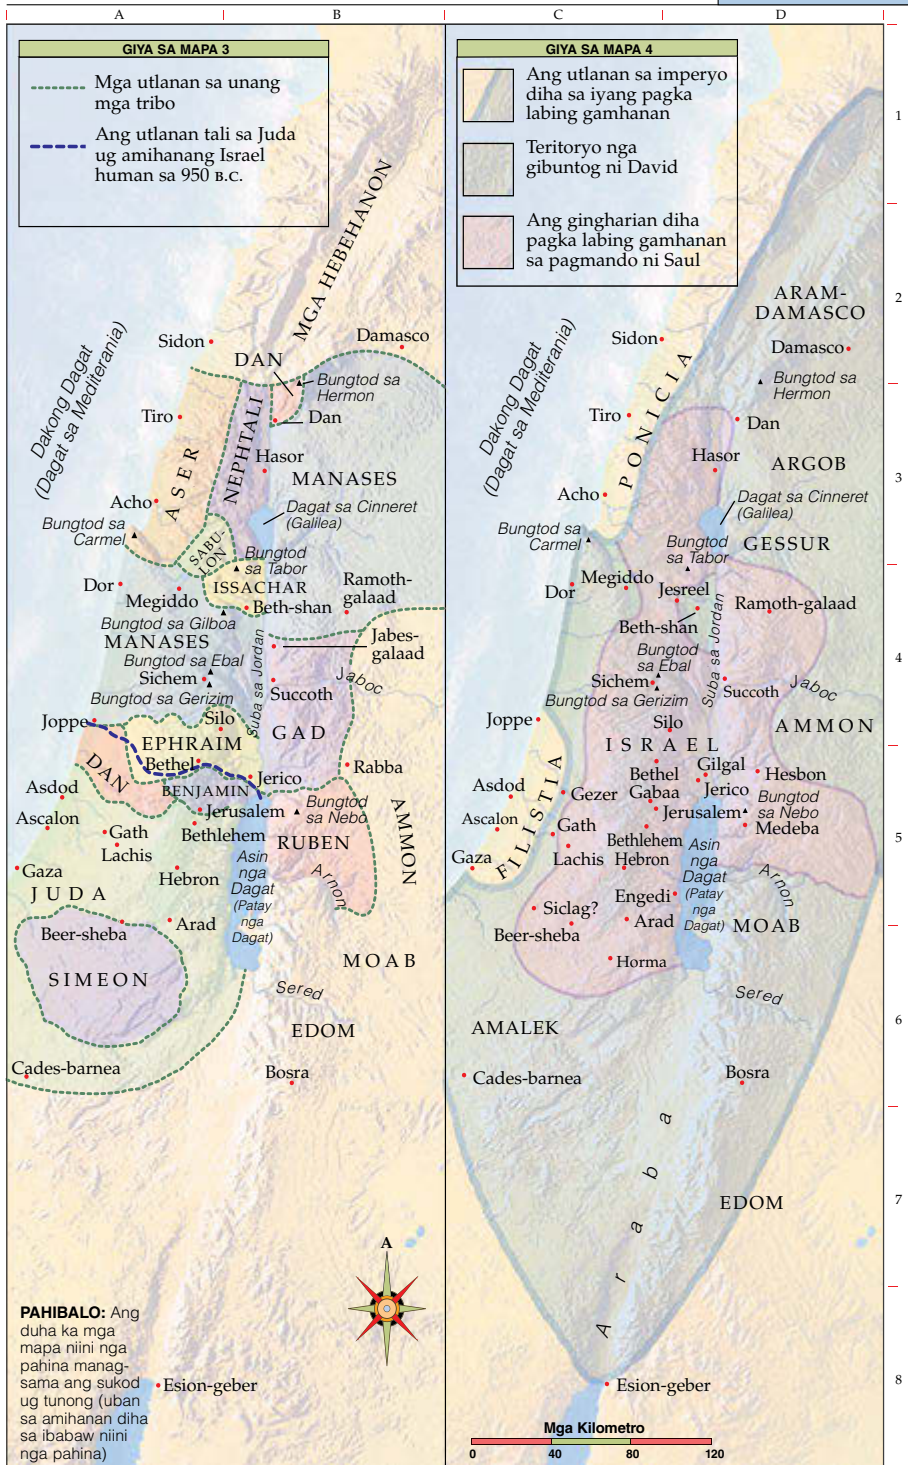 A
B
C
D
GIYA SA MAPA 3
Mga utlanan sa unang
mga tribo
Ang utlanan tali sa Juda
ug amihanang Israel
human sa 950 B.C.
MGA HEBEHANON
Sidon
Damasco
DAN
Bungtod sa
Hermon
Dakong Dagat
(Dagat sa Mediterania)
Tiro
Dan
NEPHTALI
ASER
Hasor
MANASES
Acho
Dagat sa Cinneret
(Galilea)
Bungtod sa
Carmel
SABU-
LON
Bungtod
sa Tabor
ISSACHAR
Dor
Megiddo
Beth-shan
Ramoth-
galaad
Bungtod sa Gilboa
MANASES
Jabes-
galaad
Bungtod sa Ebal
Sichem
Suba sa Jordan
Jaboc
Bungtod sa Gerizim
Succoth
Joppe
Silo
GAD
EPHRAIM
DAN
Bethel
Jerico
Rabba
Asdod
BENJAMIN
Bungtod
sa Nebo
AMMON
Ascalon
Jerusalem
Gath
Bethlehem
RUBEN
Lachis
Asin
nga
Dagat
(Patay
nga
Dagat)
Gaza
Hebron
Arnon
JUDA
Arad
Beer-sheba
SIMEON
MOAB
Sered
EDOM
Cades-barnea
Bosra
A
PAHIBALO: Ang
duha ka mga
mapa niini nga
pahina manag-
sama ang sukod
ug tunong (uban
sa amihanan diha
sa ibabaw niini
nga pahina)
Esion-geber
GIYA SA MAPA 4
Ang utlanan sa imperyo
diha sa iyang pagka
labing gamhanan
Teritoryo nga
gibuntog ni David
Ang gingharian diha
pagka labing gamhanan
sa pagmando ni Saul
ARAM-
DAMASCO
Sidon
Damasco
PONICIA
Bungtod sa
Hermon
Dakong Dagat
(Dagat sa Mediterania)
Tiro
Dan
Hasor
ARGOB
Acho
Dagat sa Cinneret
(Galilea)
Bungtod sa
Carmel
Bungtod
sa Tabor
GESSUR
Dor
Megiddo
Jesreel
Ramoth-galaad
Beth-shan
Suba sa Jordan
Bungtod
sa Ebal
Sichem
Jaboc
Bungtod sa Gerizim
Succoth
Joppe
Silo
AMMON
ISRAEL
Gilgal
Bethel
Hesbon
Asdod
Gezer
Gabaa
Jerico
Bungtod
sa Nebo
FILISTIA
Ascalon
Jerusalem
Gath
Medeba
Bethlehem
Gaza
Lachis
Hebron
Asin
nga
Dagat
(Patay
nga
Dagat)
Arnon
Engedi
Siclag?
Arad
MOAB
Beer-sheba
Horma
Sered
AMALEK
Cades-barnea
Bosra
Araba
EDOM
Esion-geber
Mga Kilometro
0 40 80 120
1
2
3
4
5
6
7
8